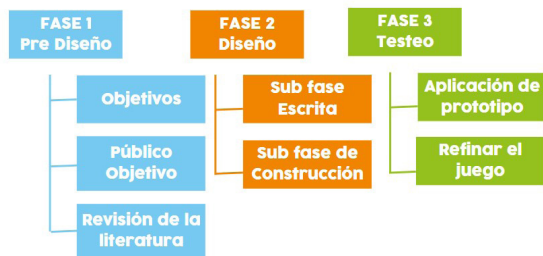 FASE 1
Pre Diseño
Objetivos
Público
Objetivo
Revisión de la
literatura
FASE 2
Diseño
Sub fase
Escrita
Sub fase de
Construcción
FASE 3
Testeo
Aplicación de
prototipo
Refinar el
juego